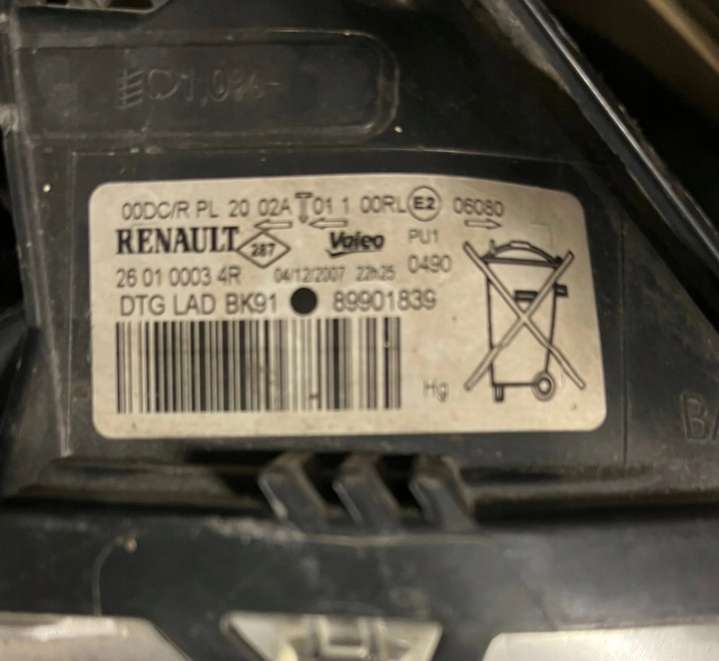 00DC/R PL 20 02A 01 1 00RL E2 06080
RENAULT 287 Valeo PU1
26 01 0003 4R 04/12/2007 22h25 0490
DTG LAD BK91 89901839
Hg